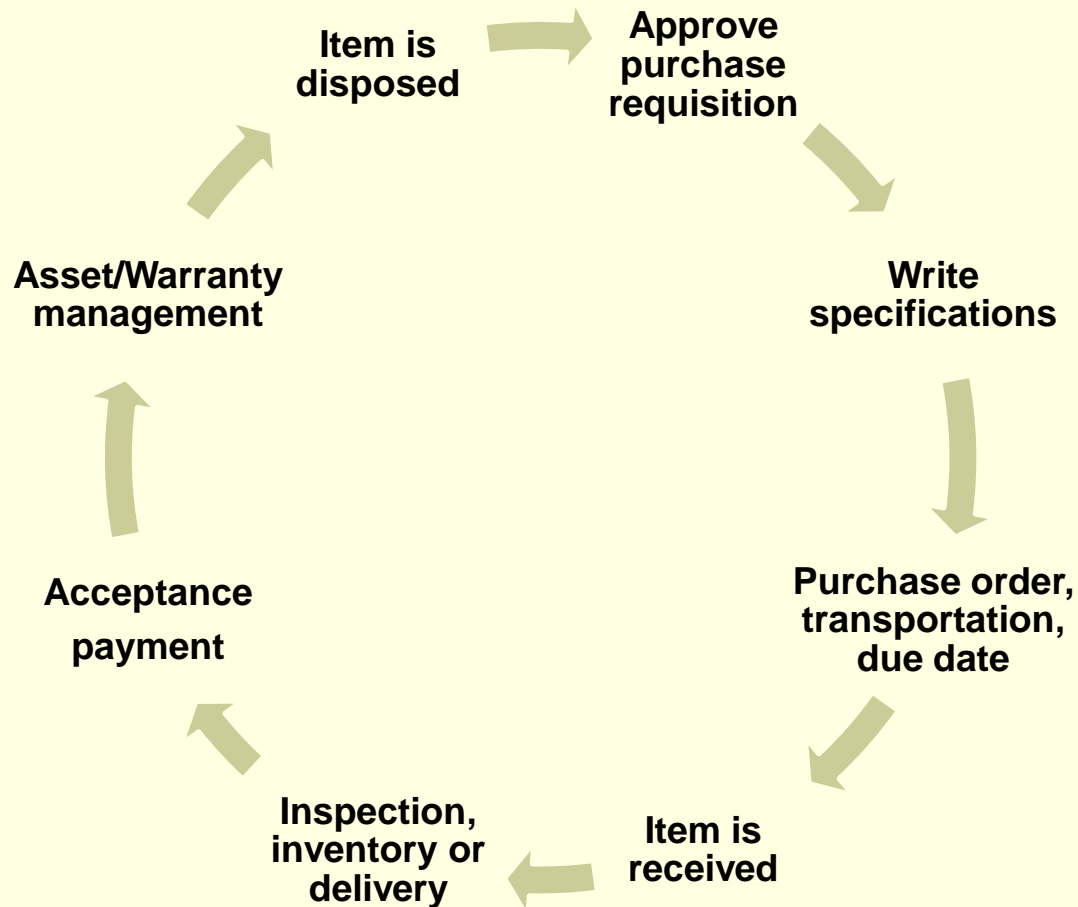 Item is
disposed
Approve
purchase
requisition
Write
specifications
Purchase order,
transportation,
due date
Item is
received
Inspection,
inventory or
delivery
Acceptance
payment
Asset/Warranty
management